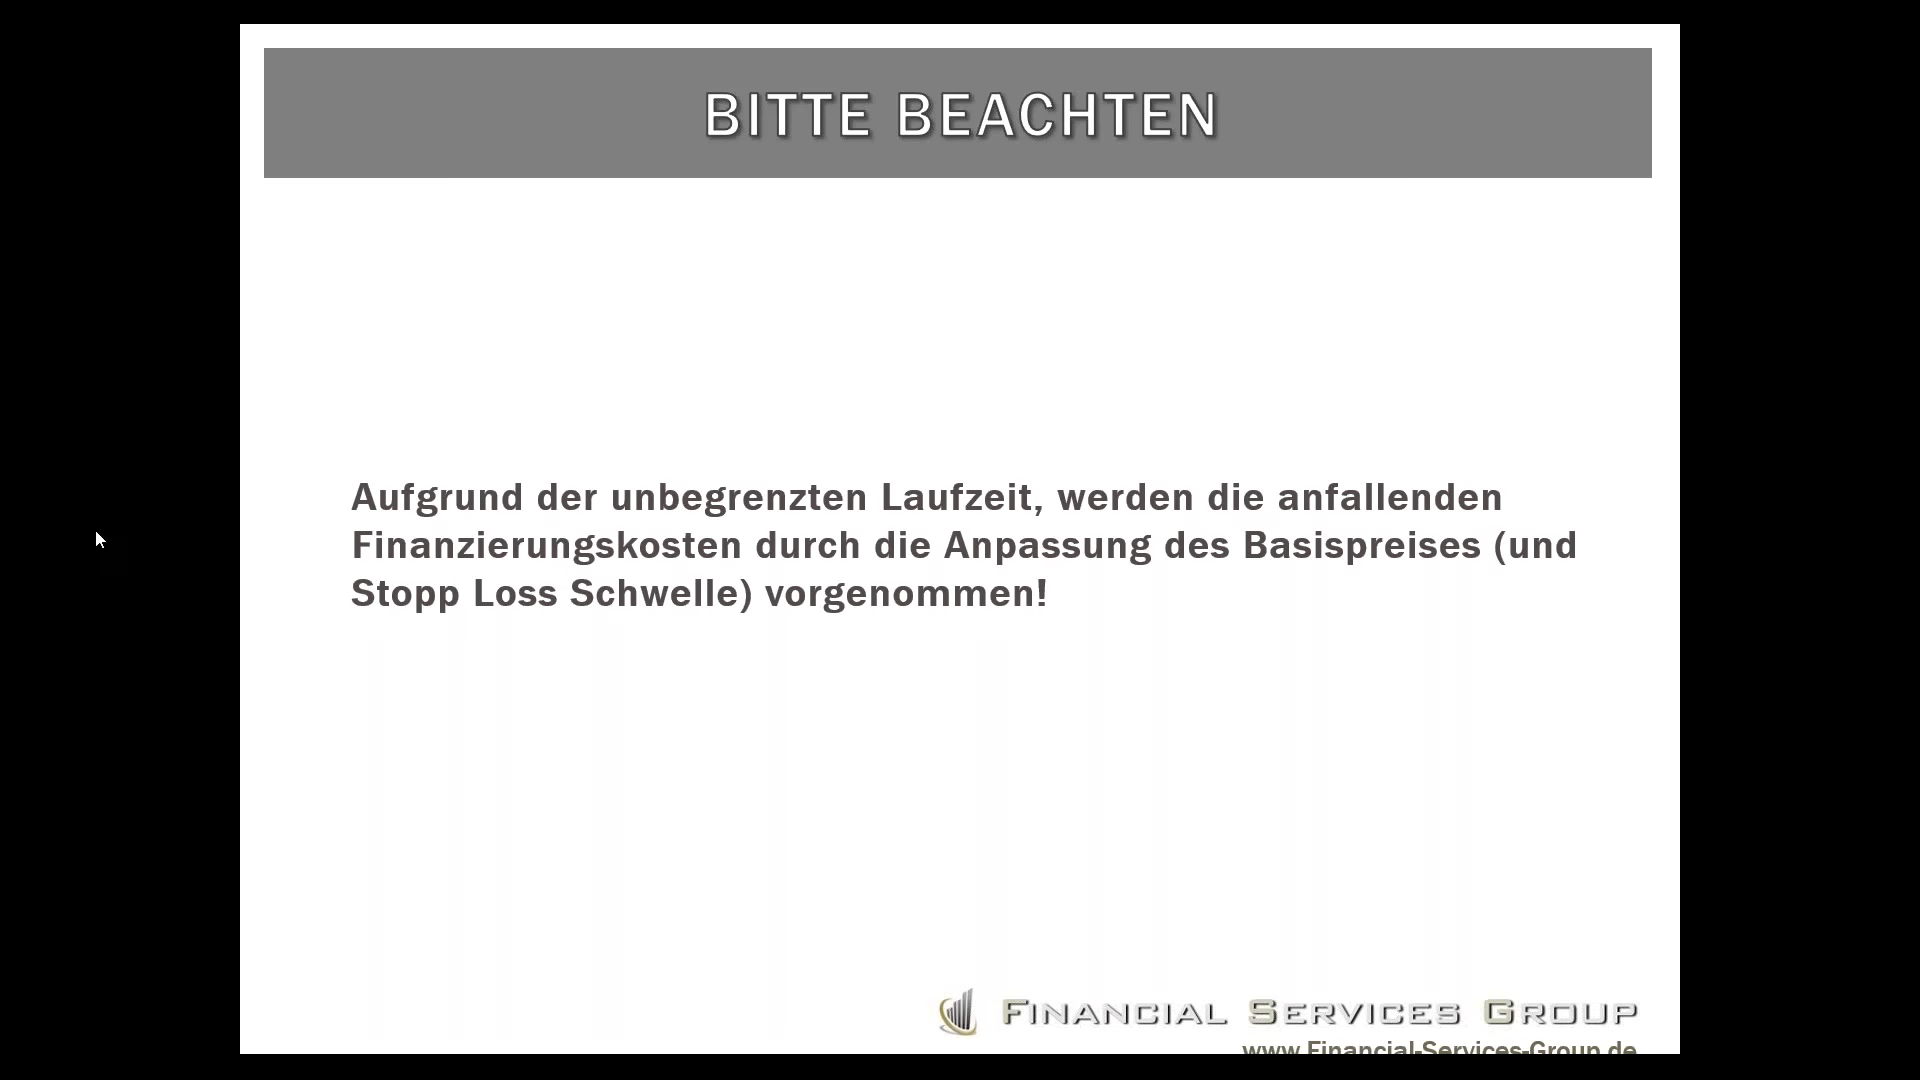 BITTE BEACHTEN
Aufgrund der unbegrenzten Laufzeit, werden die anfallenden
Finanzierungskosten durch die Anpassung des Basispreises (und
Stopp Loss Schwelle) vorgenommen!
FINANCIAL SERVICES GROUP
www.Financial-Services-Group.de